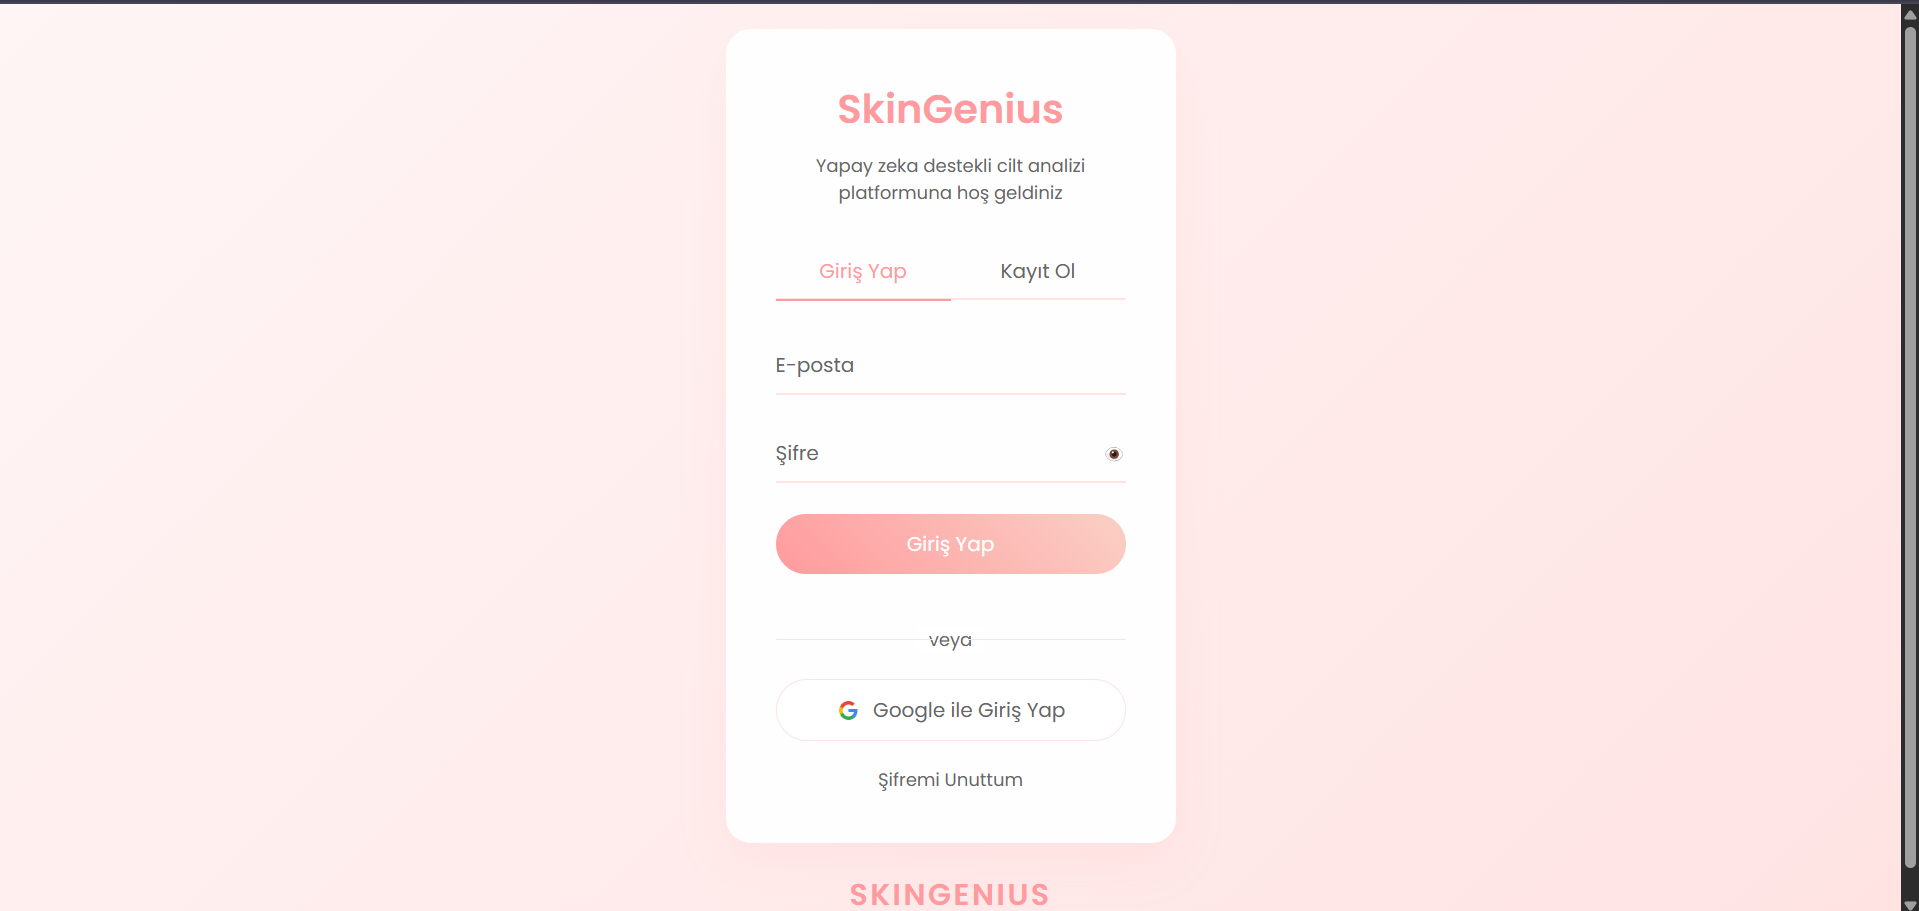 SkinGenius
Yapay zeka destekli cilt analizi
platformuna hoş geldiniz
Giriş Yap
Kayıt Ol
E-posta
Şifre
Giriş Yap
veya
Google ile Giriş Yap
Şifremi Unuttum
SKINGENIUS